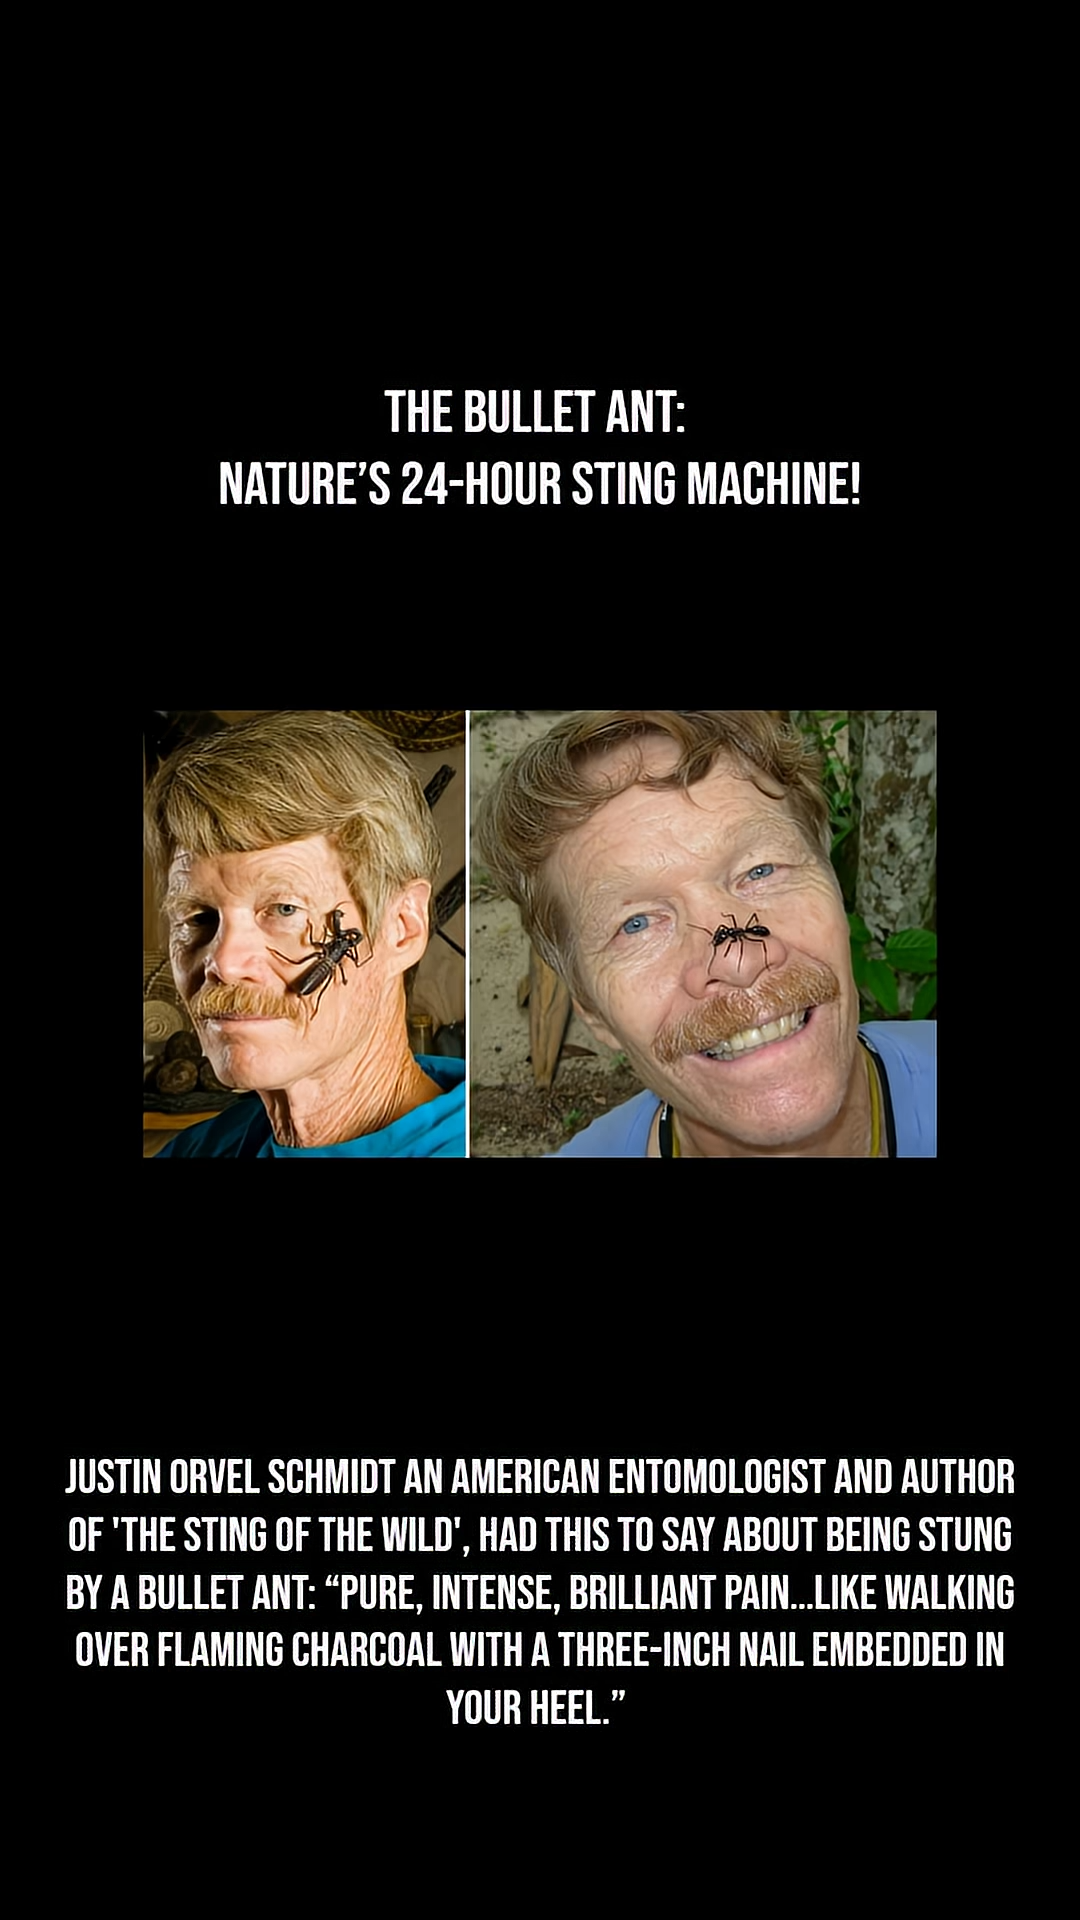 THE BULLET ANT:
NATURE’S 24-HOUR STING MACHINE!
JUSTIN ORVEL SCHMIDT AN AMERICAN ENTOMOLOGIST AND AUTHOR
OF 'THE STING OF THE WILD', HAD THIS TO SAY ABOUT BEING STUNG
BY A BULLET ANT: “PURE, INTENSE, BRILLIANT PAIN...LIKE WALKING
OVER FLAMING CHARCOAL WITH A THREE-INCH NAIL EMBEDDED IN
YOUR HEEL.”